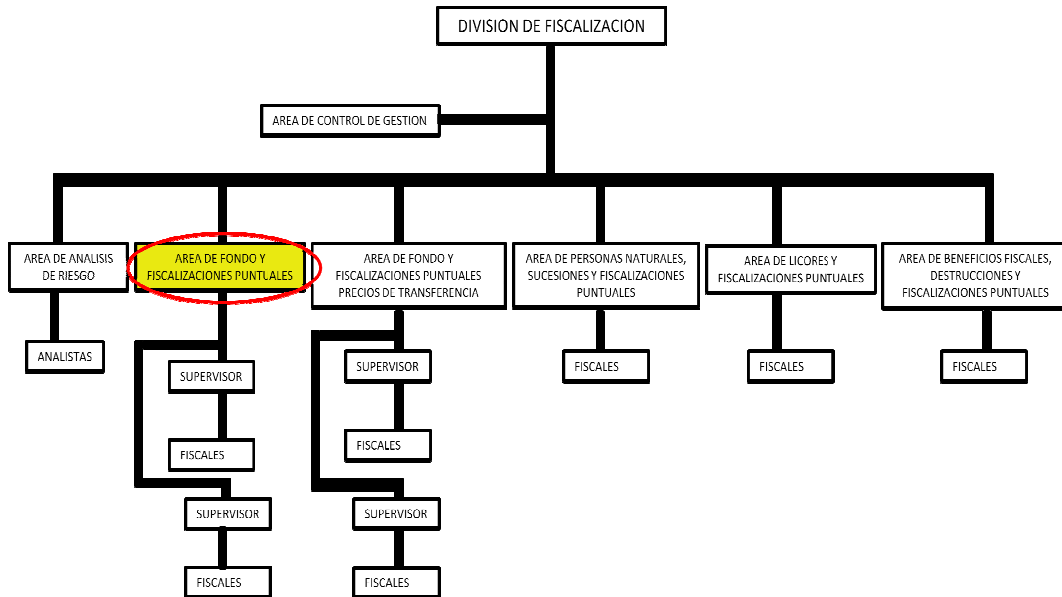 DIVISION DE FISCALIZACION
AREA DE CONTROL DE GESTION
AREA DE ANALISIS
DE RIESGO
AREA DE FONDO Y
FISCALIZACIONES PUNTUALES
AREA DE FONDO Y
FISCALIZACIONES PUNTUALES
PRECIOS DE TRANSFERENCIA
AREA DE PERSONAS NATURALES,
SUCESIONES Y FISCALIZACIONES
PUNTUALES
AREA DE LICORES Y
FISCALIZACIONES PUNTUALES
AREA DE BENEFICIOS FISCALES,
DESTRUCCIONES Y
FISCALIZACIONES PUNTUALES
ANALISTAS
SUPERVISOR
FISCALES
SUPERVISOR
FISCALES
SUPERVISOR
FISCALES
SUPERVISOR
FISCALES
FISCALES
FISCALES
FISCALES